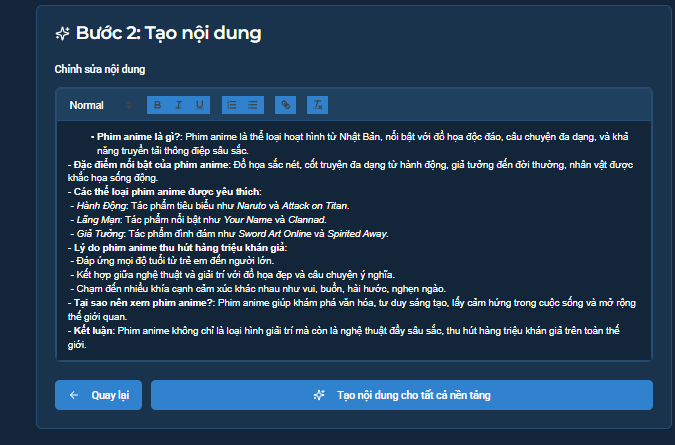 Bước 2: Tạo nội dung
Chỉnh sửa nội dung
Normal B I U
- Phim anime là gì?: Phim anime là thể loại hoạt hình từ Nhật Bản, nổi bật với đồ họa độc đáo, câu chuyện đa dạng, và khả
năng truyền tải thông điệp sâu sắc.
- Đặc điểm nổi bật của phim anime: Đồ họa sắc nét, cốt truyện đa dạng từ hành động, giả tưởng đến đời thường, nhân vật được
khắc họa sống động.
- Các thể loại phim anime được yêu thích:
- Hành Động: Tác phẩm tiêu biểu như Naruto và Attack on Titan.
- Lãng Mạn: Tác phẩm nổi bật như Your Name và Clannad.
- Giả Tưởng: Tác phẩm đình đám như Sword Art Online và Spirited Away.
- Lý do phim anime thu hút hàng triệu khán giả:
- Đáp ứng mọi độ tuổi từ trẻ em đến người lớn.
- Kết hợp giữa nghệ thuật và giải trí với đồ họa đẹp và câu chuyện ý nghĩa.
- Chạm đến nhiều khía cạnh cảm xúc khác nhau như vui, buồn, hài hước, nghẹn ngào.
- Tại sao nên xem phim anime?: Phim anime giúp khám phá văn hóa, tư duy sáng tạo, lấy cảm hứng trong cuộc sống và mở rộng
thế giới quan.
- Kết luận: Phim anime không chỉ là loại hình giải trí mà còn là nghệ thuật đầy sâu sắc, thu hút hàng triệu khán giả trên toàn thế
giới.
Quay lại
Tạo nội dung cho tất cả nền tảng